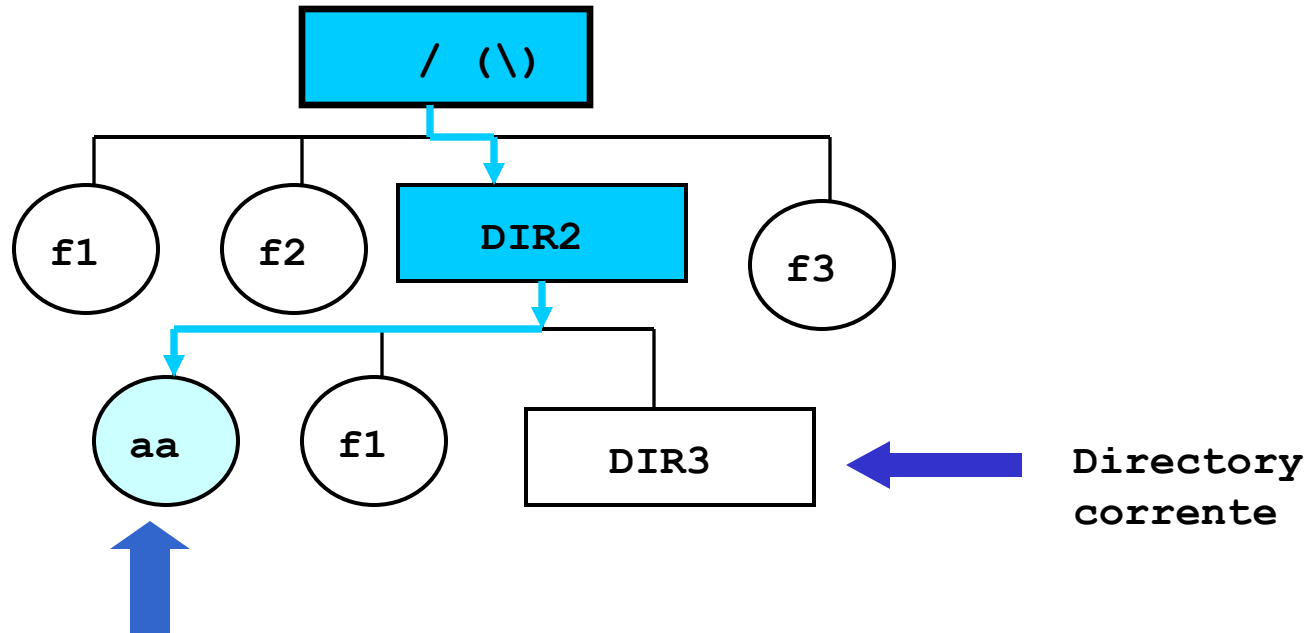 / (\)
f1
f2
DIR2
f3
aa
f1
DIR3
Directory
corrente